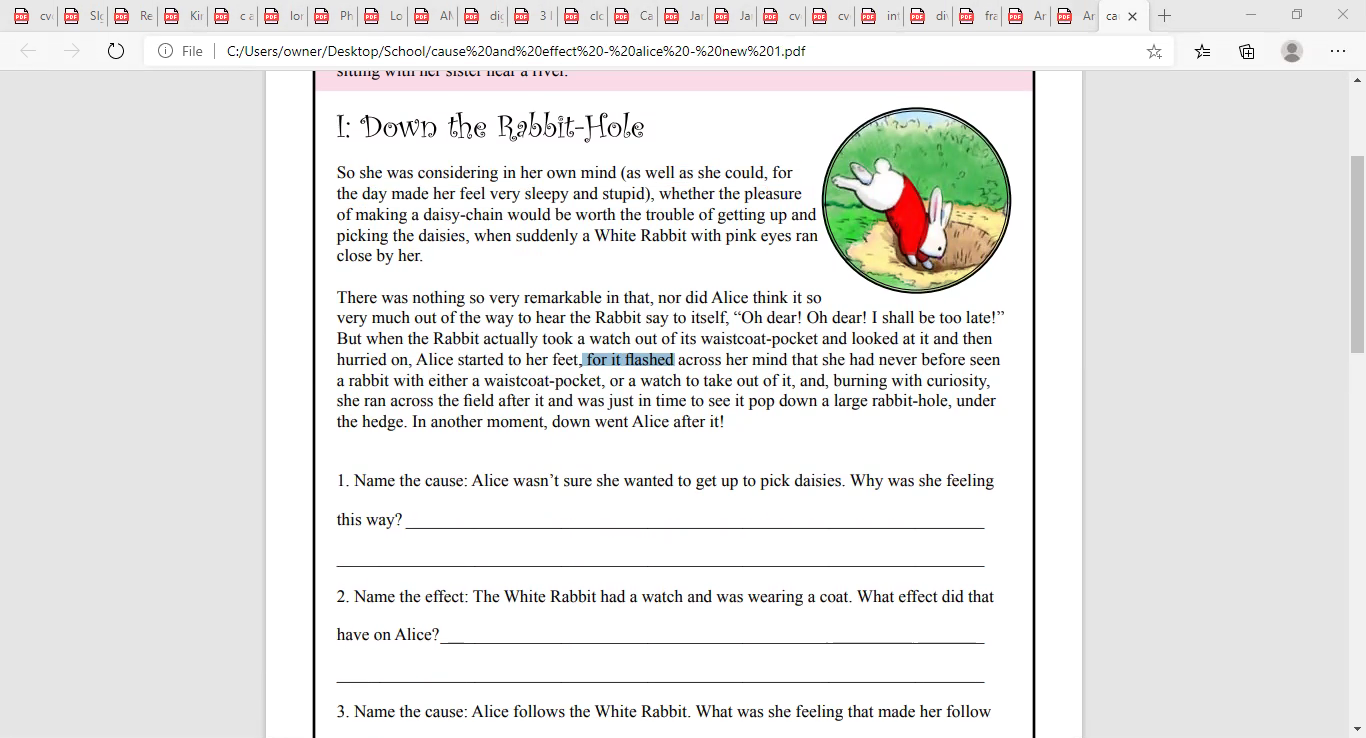 cv
Slo
Re
Kir
c a
lor
Ph
Lo
Al
dig
3 l
clo
Ca
Jar
Jar
cv
cv
int
div
fra
Ar
Ar
ca
File
C:/Users/owner/Desktop/School/cause%20and%20effect%20-%20alice%20-%20new%201.pdf
sitting with her sister near a river.
I: Down the Rabbit-Hole
So she was considering in her own mind (as well as she could, for
the day made her feel very sleepy and stupid), whether the pleasure
of making a daisy-chain would be worth the trouble of getting up and
picking the daisies, when suddenly a White Rabbit with pink eyes ran
close by her.
There was nothing so very remarkable in that, nor did Alice think it so
very much out of the way to hear the Rabbit say to itself, “Oh dear! Oh dear! I shall be too late!”
But when the Rabbit actually took a watch out of its waistcoat-pocket and looked at it and then
hurried on, Alice started to her feet, for it flashed across her mind that she had never before seen
a rabbit with either a waistcoat-pocket, or a watch to take out of it, and, burning with curiosity,
she ran across the field after it and was just in time to see it pop down a large rabbit-hole, under
the hedge. In another moment, down went Alice after it!
1. Name the cause: Alice wasn’t sure she wanted to get up to pick daisies. Why was she feeling
this way?
2. Name the effect: The White Rabbit had a watch and was wearing a coat. What effect did that
have on Alice?
3. Name the cause: Alice follows the White Rabbit. What was she feeling that made her follow